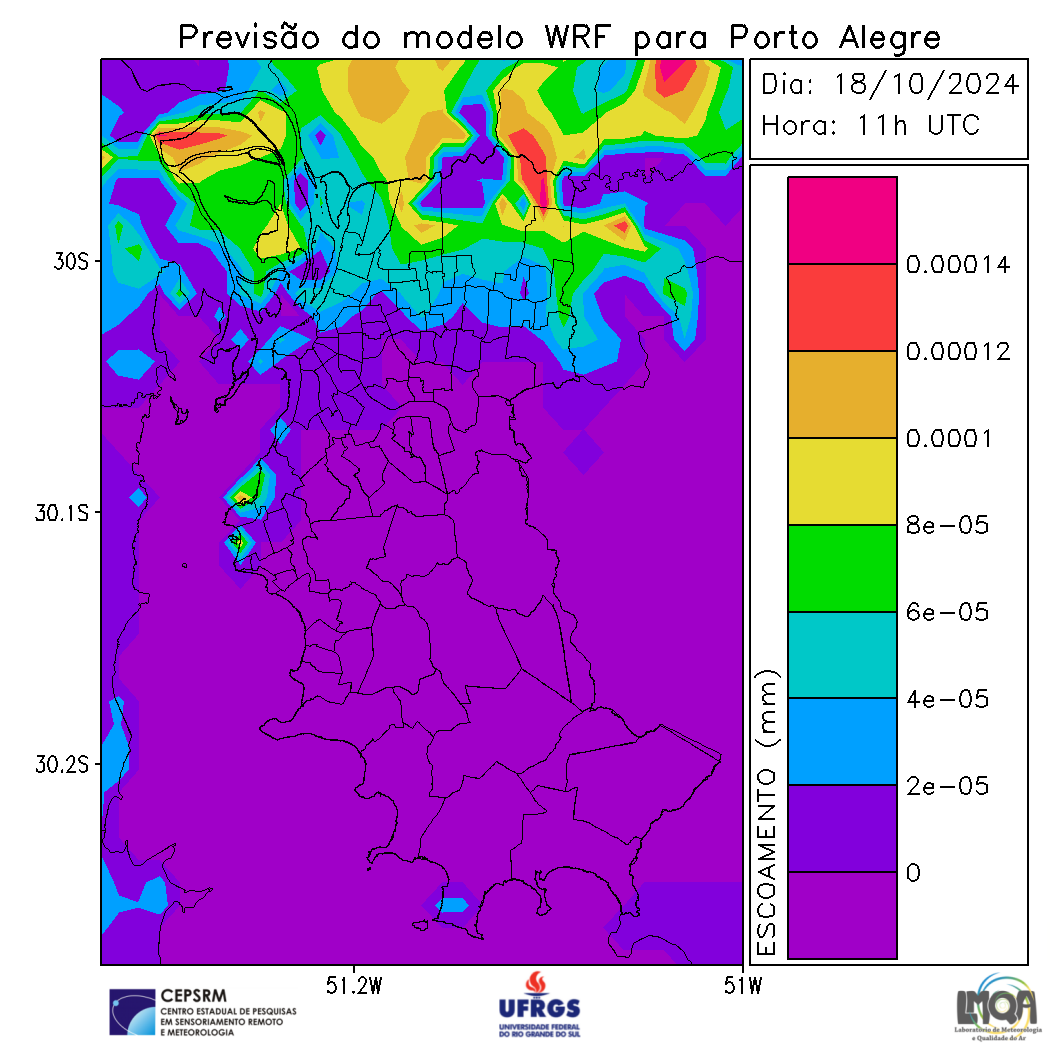 Previsão do modelo WRF para Porto Alegre
Dia: 18/10/2024
Hora: 11h UTC
30S
30.1S
30.2S
51.2W
51W
0.00014
0.00012
0.0001
8e-05
6e-05
4e-05
2e-05
0
ESCOAMENTO (mm)
CEPSRM
CENTRO ESTADUAL DE PESQUISAS
EM SENSORIAMENTO REMOTO
E METEOROLOGIA
UFRGS
UNIVERSIDADE FEDERAL
DO RIO GRANDE DO SUL
LMQA
Laboratório de Meteorologia
e Qualidade do Ar